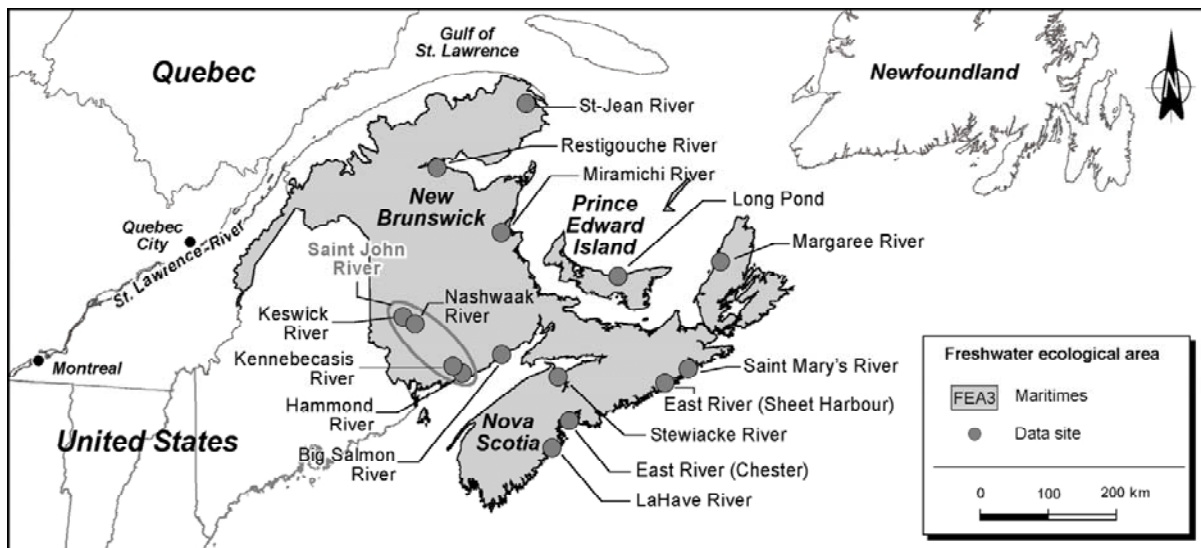 Quebec
Gulf of
St. Lawrence
Newfoundland
N
St-Jean River
Restigouche River
Miramichi River
New
Brunswick
Prince
Edward
Island
Long Pond
Margaree River
Quebec
City
St. Lawrence River
Saint John
River
Keswick
River
Nashwaak
River
Montreal
Kennebecasis
River
Hammond
River
United States
Big Salmon
River
Nova
Scotia
Saint Mary's River
East River (Sheet Harbour)
Stewiacke River
East River (Chester)
LaHave River
Freshwater ecological area
FEA3 Maritimes
Data site
0 100 200 km